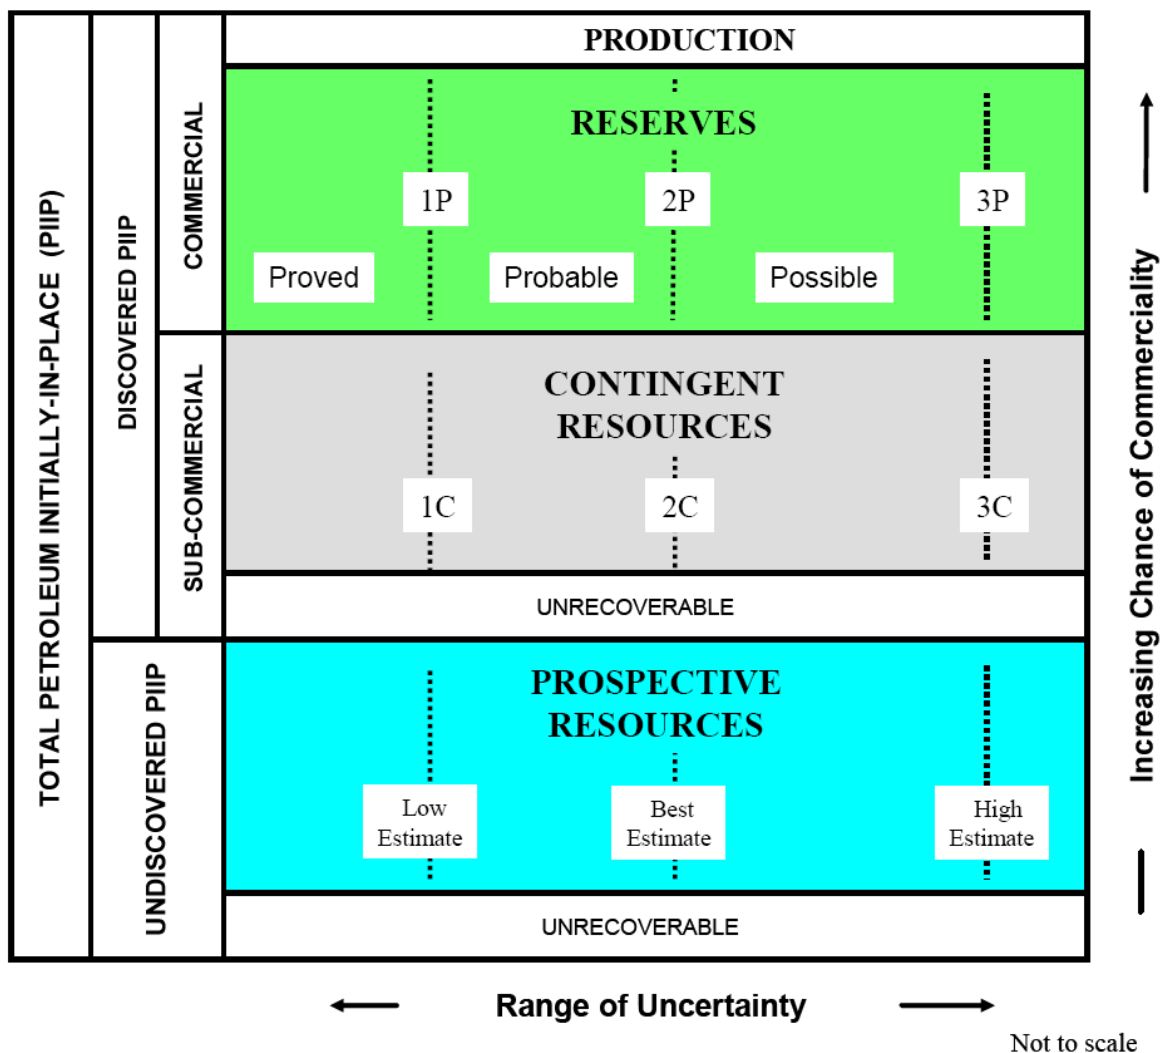 TOTAL PETROLEUM INITIALLY-IN-PLACE (PIIP)
DISCOVERED PIIP
UNDISCOVERED PIIP
COMMERCIAL
SUB-COMMERCIAL
PRODUCTION
RESERVES
1P 2P 3P
Proved Probable Possible
CONTINGENT
RESOURCES
1C 2C 3C
UNRECOVERABLE
PROSPECTIVE
RESOURCES
Low Best High
Estimate Estimate Estimate
UNRECOVERABLE
Increasing Chance of Commerciality
Range of Uncertainty
Not to scale